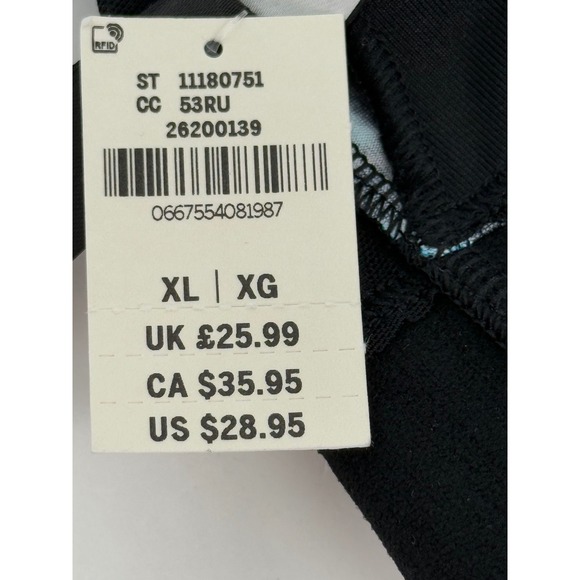 RFID
ST 11180751
CC 53RU
26200139
0667554081987
XL | XG
UK £25.99
CA $35.95
US $28.95